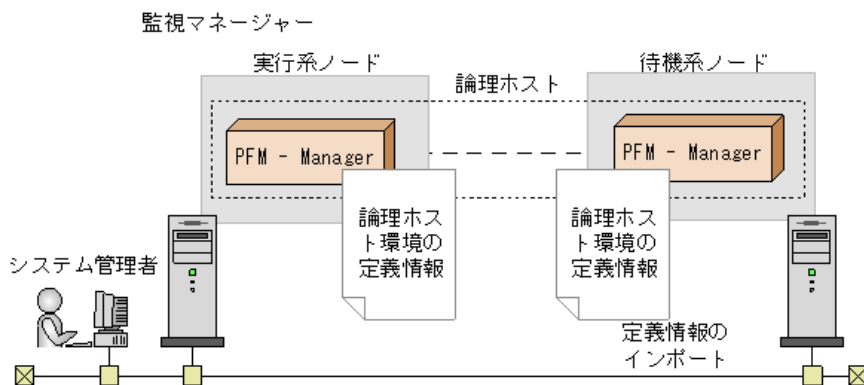 監視マネージャー
実行系ノード
待機系ノード
論理ホスト
PFM - Manager
PFM - Manager
論理ホス
ト環境の
定義情報
論理ホス
ト環境の
定義情報
システム管理者
定義情報の
インポート